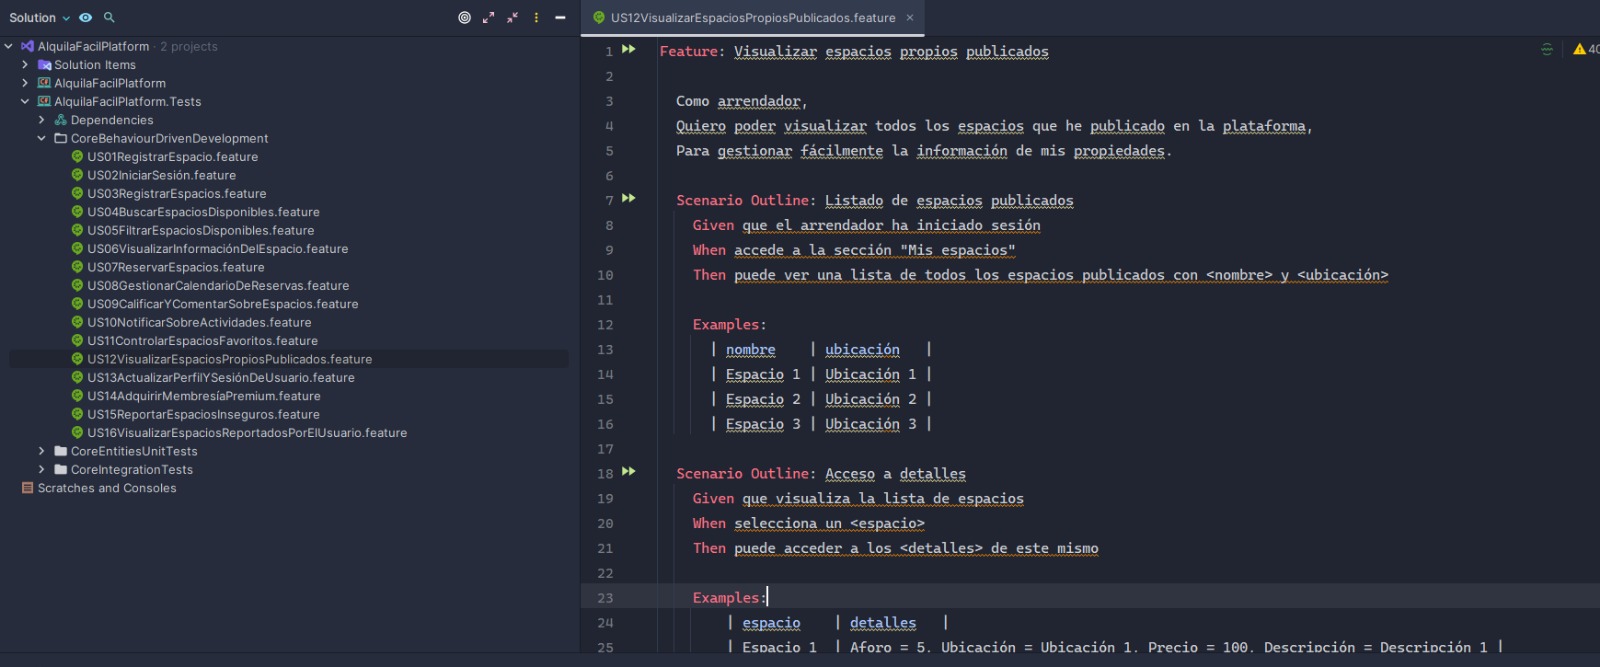 Solution
AlquilaFacilPlatform · 2 projects
Solution Items
AlquilaFacilPlatform
AlquilaFacilPlatform.Tests
Dependencies
CoreBehaviourDrivenDevelopment
US01RegistrarEspacio.feature
US02IniciarSesión.feature
US03RegistrarEspacios.feature
US04BuscarEspaciosDisponibles.feature
US05FiltrarEspaciosDisponibles.feature
US06VisualizarInformaciónDelEspacio.feature
US07ReservarEspacios.feature
US08GestionarCalendarioDeReservas.feature
US09CalificarYComentarSobreEspacios.feature
US10NotificarSobreActividades.feature
US11ControlarEspaciosFavoritos.feature
US12VisualizarEspaciosPropiosPublicados.feature
US13ActualizarPerfilYSesiónDeUsuario.feature
US14AdquirirMembresíaPremium.feature
US15ReportarEspaciosInseguros.feature
US16VisualizarEspaciosReportadosPorElUsuario.feature
CoreEntitiesUnitTests
CoreIntegrationTests
Scratches and Consoles
US12VisualizarEspaciosPropiosPublicados.feature
40
1 Feature: Visualizar espacios propios publicados
2
3 Como arrendador,
4 Quiero poder visualizar todos los espacios que he publicado en la plataforma,
5 Para gestionar fácilmente la información de mis propiedades.
6
7 Scenario Outline: Listado de espacios publicados
8 Given que el arrendador ha iniciado sesión
9 When accede a la sección "Mis espacios"
10 Then puede ver una lista de todos los espacios publicados con <nombre> y <ubicación>
11
12 Examples:
13 | nombre | ubicación |
14 | Espacio 1 | Ubicación 1 |
15 | Espacio 2 | Ubicación 2 |
16 | Espacio 3 | Ubicación 3 |
17
18 Scenario Outline: Acceso a detalles
19 Given que visualiza la lista de espacios
20 When selecciona un <espacio>
21 Then puede acceder a los <detalles> de este mismo
22
23 Examples:
24 | espacio | detalles |
25 | Espacio 1 | Aforo = 5, Ubicación = Ubicación 1, Precio = 100, Descripción = Descripción 1 |